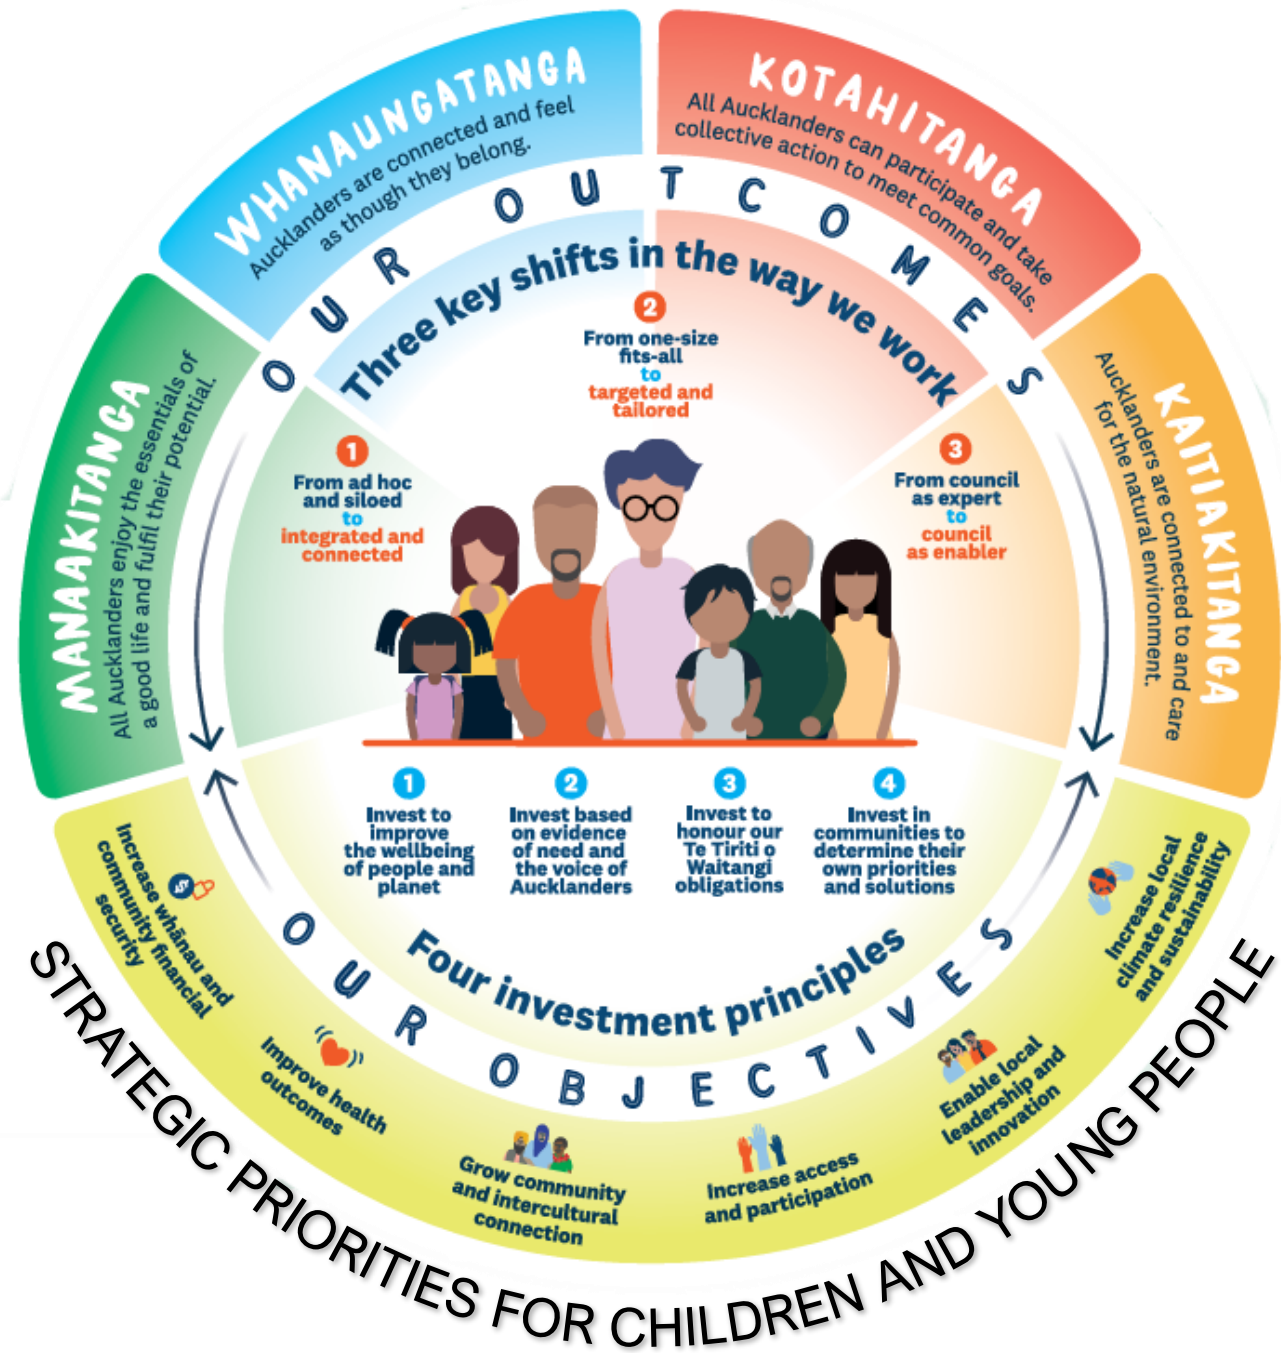 MANAAKITANGA
All Aucklanders enjoy the essentials of
a good life and fulfil their potential.
WHANAUNGATANGA
Aucklanders are connected and feel
as though they belong.
KOTAHITANGA
All Aucklanders can participate and take
collective action to meet common goals.
KAITIAKITANGA
Aucklanders are connected to and care
for the natural environment.
OUR OUTCOMES
Three key shifts in the way we work
1
From ad hoc
and siloed
to
integrated and
connected
2
From one-size
fits-all
to
targeted and
tailored
3
From council
as expert
to
council
as enabler
1
Invest to
improve
the wellbeing
of people and
planet
2
Invest based
on evidence
of need and
the voice of
Aucklanders
3
Invest to
honour our
Te Tiriti o
Waitangi
obligations
4
Invest in
communities to
determine their
own priorities
and solutions
Four investment principles
OUR OBJECTIVES
Increase whānau and
community financial
security
Improve health
outcomes
Grow community
and intercultural
connection
Increase access
and participation
Enable local
leadership and
innovation
Increase local
climate resilience
and sustainability
STRATEGIC PRIORITIES FOR CHILDREN AND YOUNG PEOPLE